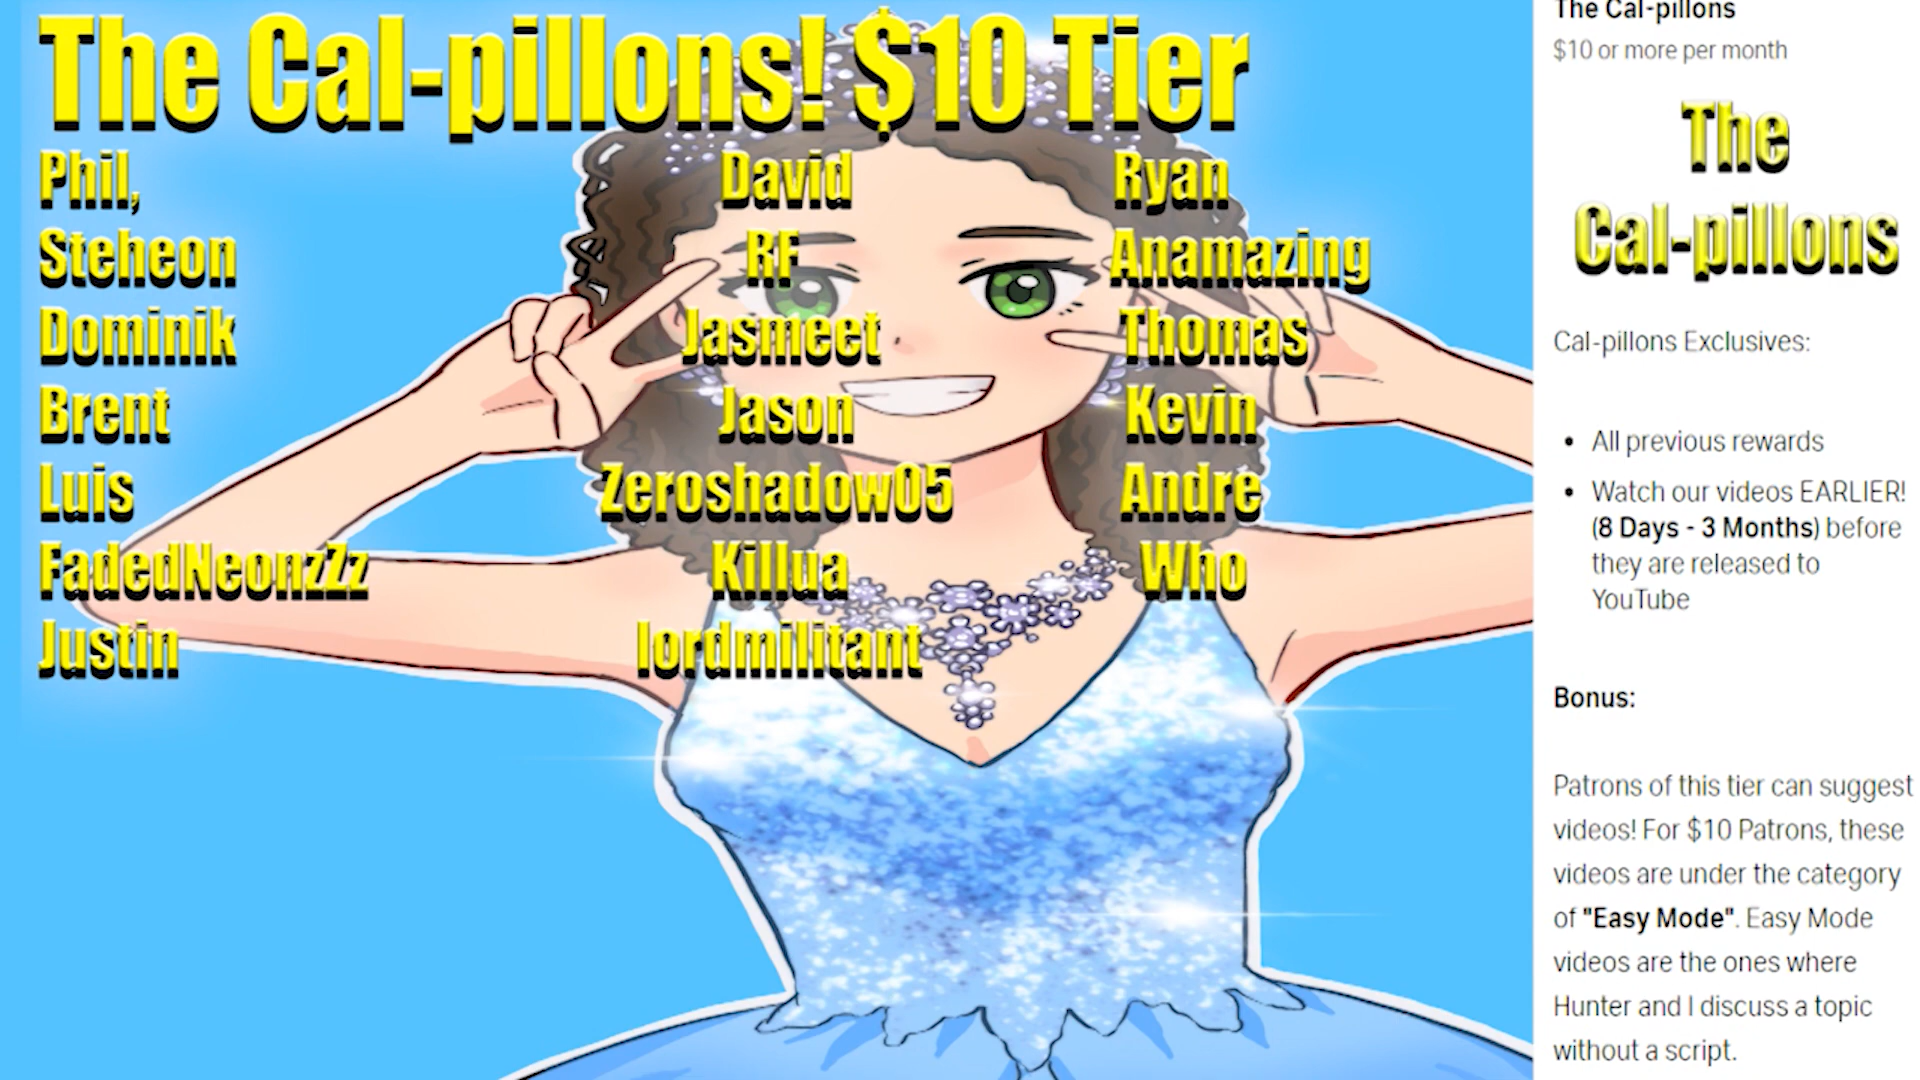 The Cal-pillons! $10 Tier
Phil,
Steheon
Dominik
Brent
Luis
FadedNeonzZz
Justin
David
RF
Jasmeet
Jason
Zeroshadow05
Killua
lordmilitant
Ryan
Anamazing
Thomas
Kevin
Andre
Who
The Cal-pillons
$10 or more per month
The
Cal-pillons
Cal-pillons Exclusives:
• All previous rewards
• Watch our videos EARLIER!
(8 Days - 3 Months) before
they are released to
YouTube
Bonus:
Patrons of this tier can suggest
videos! For $10 Patrons, these
videos are under the category
of "Easy Mode". Easy Mode
videos are the ones where
Hunter and I discuss a topic
without a script.